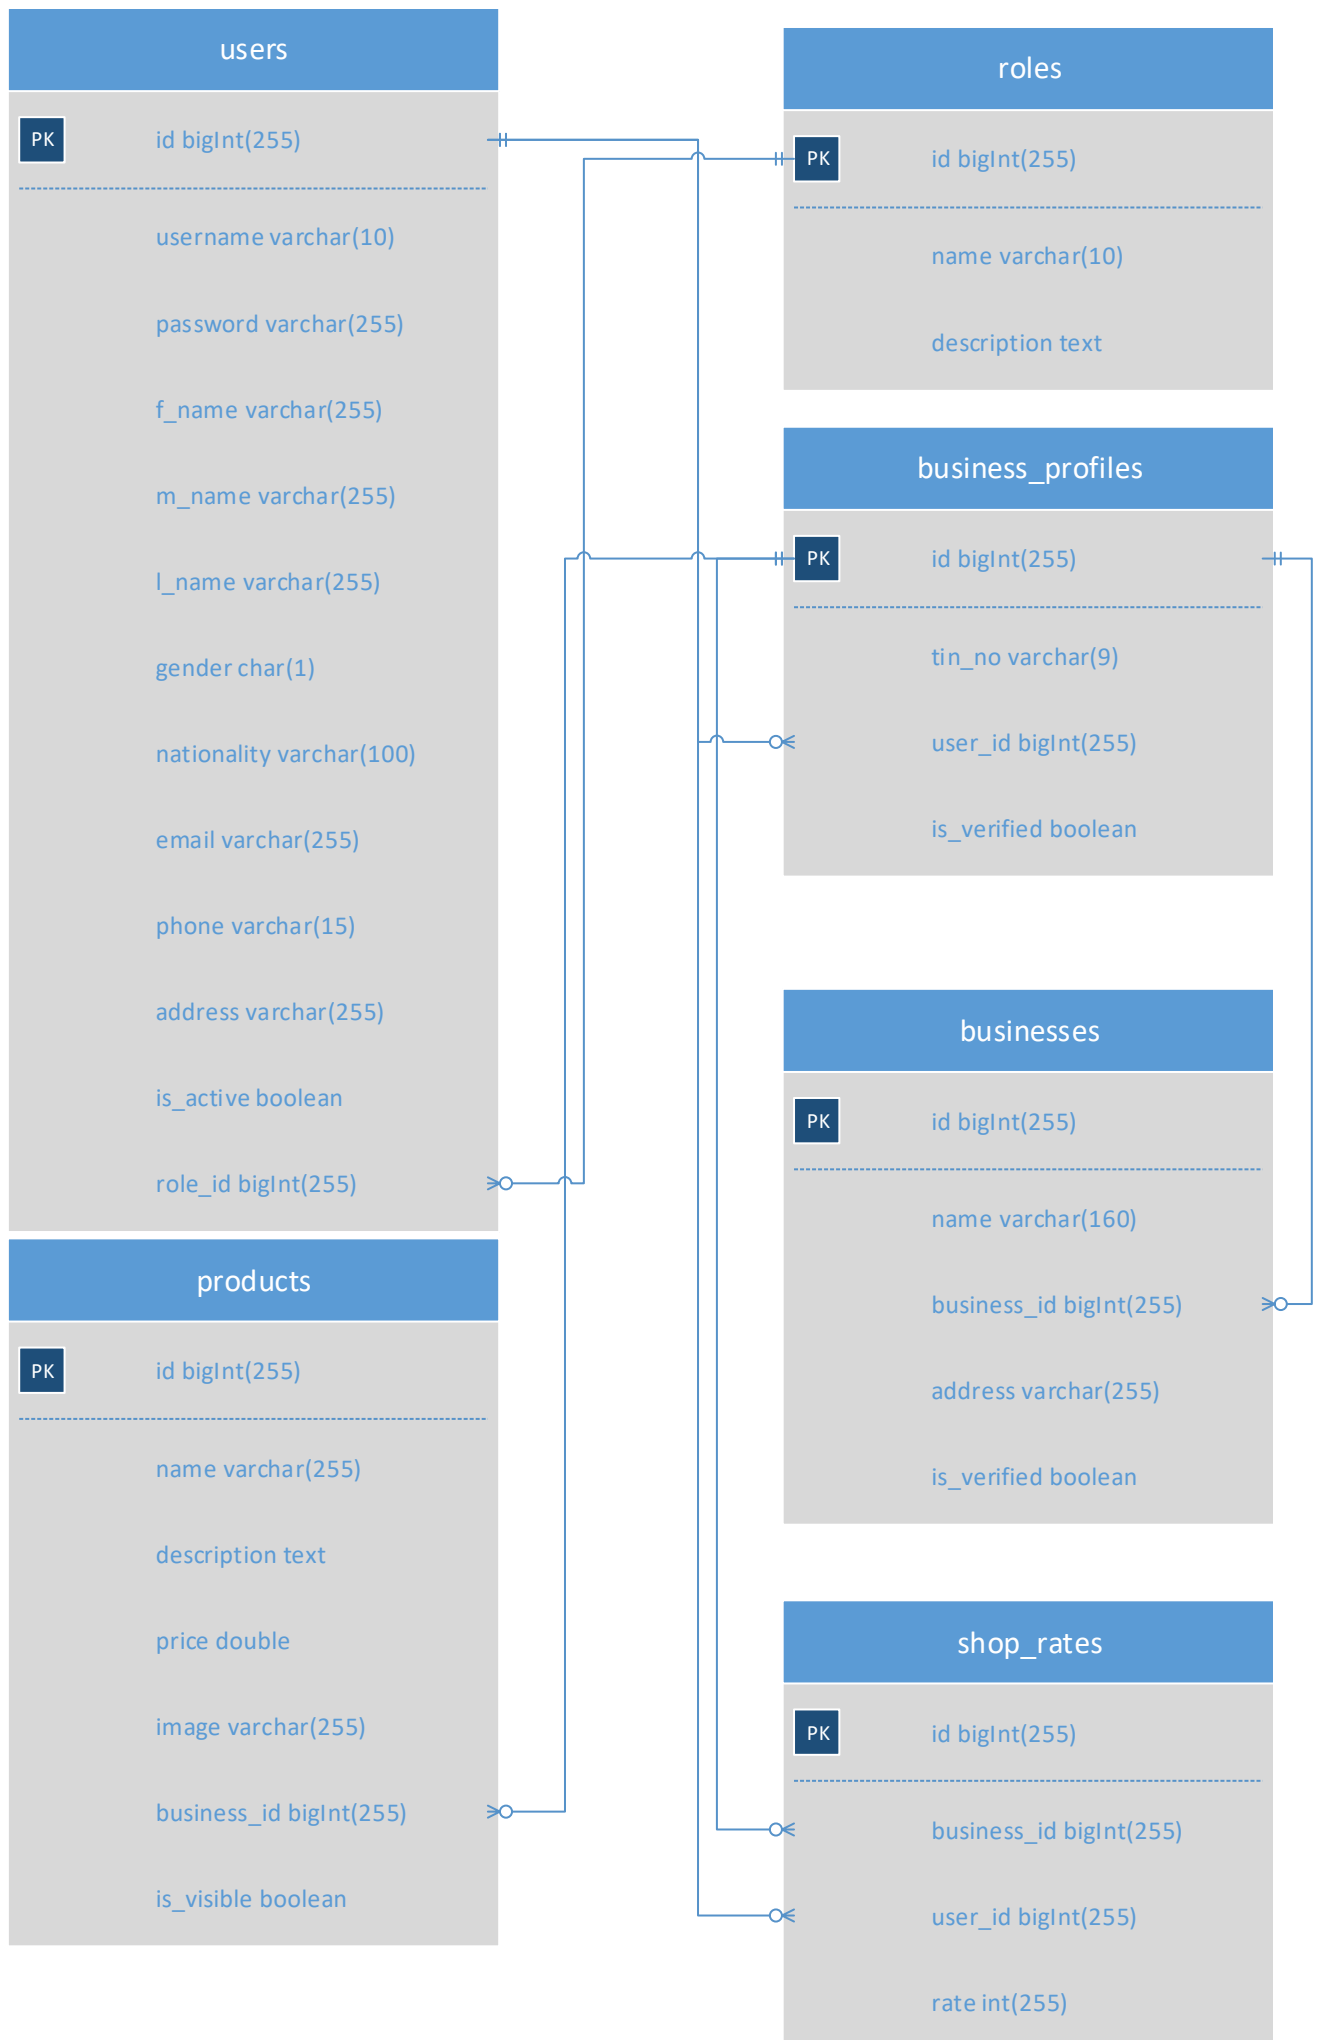 users
PK
id bigInt(255)
username varchar(10)
password varchar(255)
f_name varchar(255)
m_name varchar(255)
l_name varchar(255)
gender char(1)
nationality varchar(100)
email varchar(255)
phone varchar(15)
address varchar(255)
is_active boolean
role_id bigInt(255)
products
PK
id bigInt(255)
name varchar(255)
description text
price double
image varchar(255)
business_id bigInt(255)
is_visible boolean
roles
PK
id bigInt(255)
name varchar(10)
description text
business_profiles
PK
id bigInt(255)
tin_no varchar(9)
user_id bigInt(255)
is_verified boolean
businesses
PK
id bigInt(255)
name varchar(160)
business_id bigInt(255)
address varchar(255)
is_verified boolean
shop_rates
PK
id bigInt(255)
business_id bigInt(255)
user_id bigInt(255)
rate int(255)